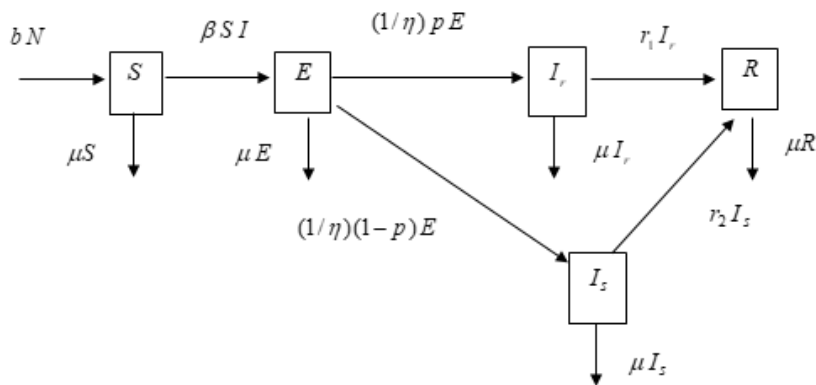 bN
βSI
(1/η)pE
r₁Iᵣ
S
E
Iᵣ
R
μS
μE
μIᵣ
μR
(1/η)(1−p)E
r₂Iₛ
Iₛ
μIₛ